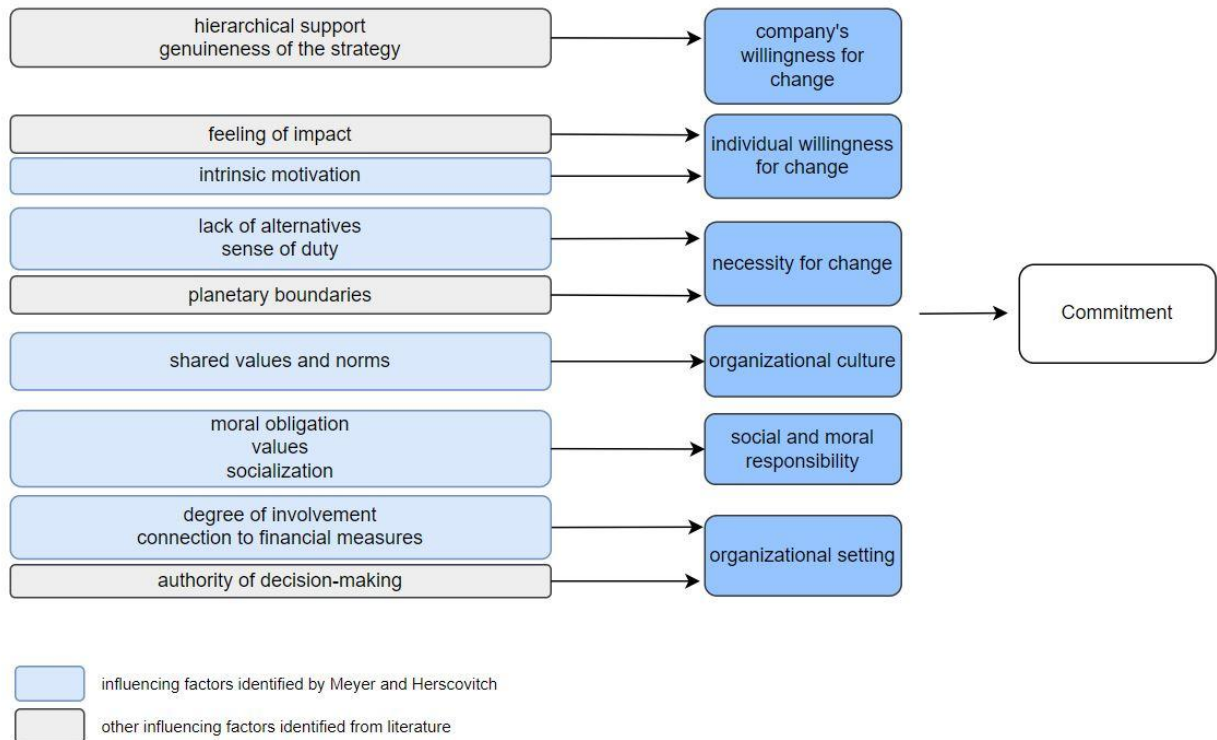 hierarchical support
genuineness of the strategy
company's
willingness for
change
feeling of impact
intrinsic motivation
individual willingness
for change
lack of alternatives
sense of duty
planetary boundaries
necessity for change
Commitment
shared values and norms
organizational culture
moral obligation
values
socialization
social and moral
responsibility
degree of involvement
connection to financial measures
authority of decision-making
organizational setting
influencing factors identified by Meyer and Herscovitch
other influencing factors identified from literature